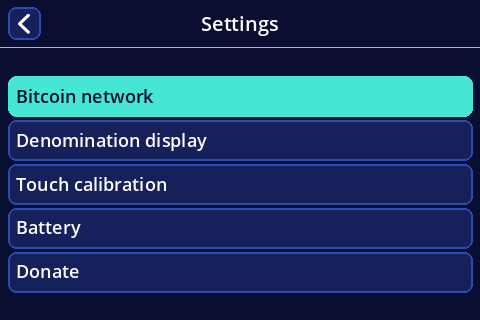 Settings
Bitcoin network
Denomination display
Touch calibration
Battery
Donate